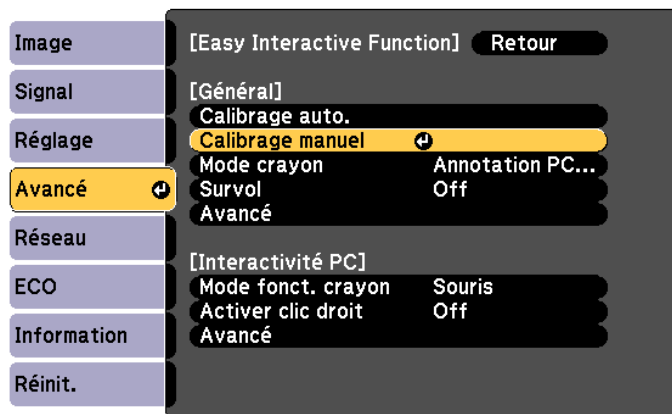 Image
Signal
Réglage
Avancé
Réseau
ECO
Information
Réinit.
[Easy Interactive Function] Retour
[Général]
Calibrage auto.
Calibrage manuel
Mode crayon Annotation PC...
Survol Off
Avancé
[Interactivité PC]
Mode fonct. crayon Souris
Activer clic droit Off
Avancé